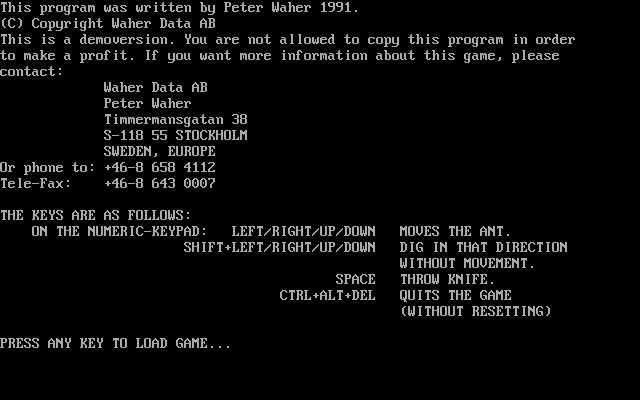 This program was written by Peter Waher 1991.
(C) Copyright Waher Data AB
This is a demoversion. You are not allowed to copy this program in order
to make a profit. If you want more information about this game, please
contact:
Waher Data AB
Peter Waher
Timmermansgatan 38
S-118 55 STOCKHOLM
SWEDEN, EUROPE
Or phone to: +46-8 658 4112
Tele-Fax: +46-8 643 0007
THE KEYS ARE AS FOLLOWS:
ON THE NUMERIC-KEYPAD: LEFT/RIGHT/UP/DOWN MOVES THE ANT.
SHIFT+LEFT/RIGHT/UP/DOWN DIG IN THAT DIRECTION
WITHOUT MOVEMENT.
SPACE THROW KNIFE.
CTRL+ALT+DEL QUITS THE GAME
(WITHOUT RESETTING)
PRESS ANY KEY TO LOAD GAME...